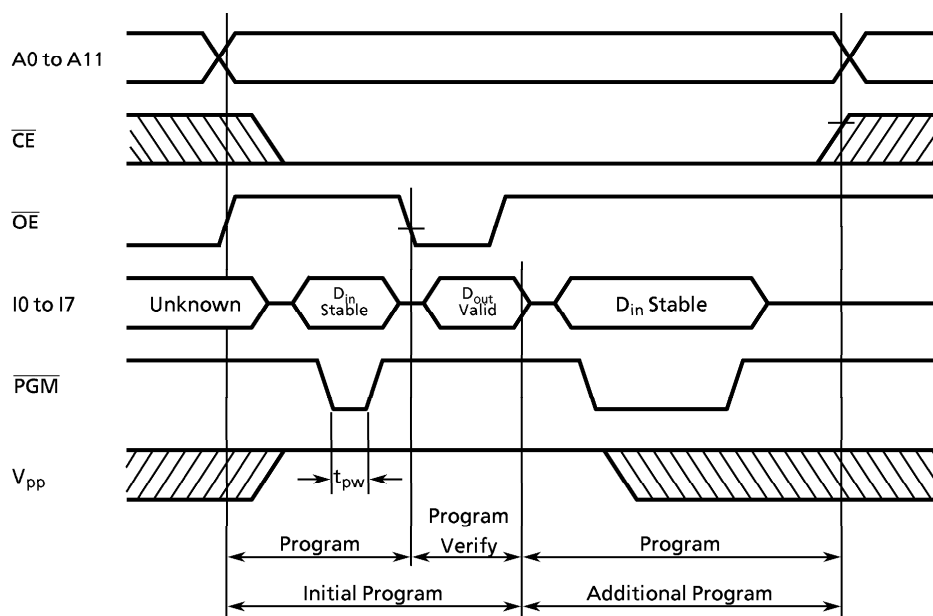 A0 to A11
CE
OE
I0 to I7
Unknown
Din
Stable
Dout
Valid
Din Stable
PGM
Vpp
tpw
Program
Program
Verify
Program
Initial Program
Additional Program